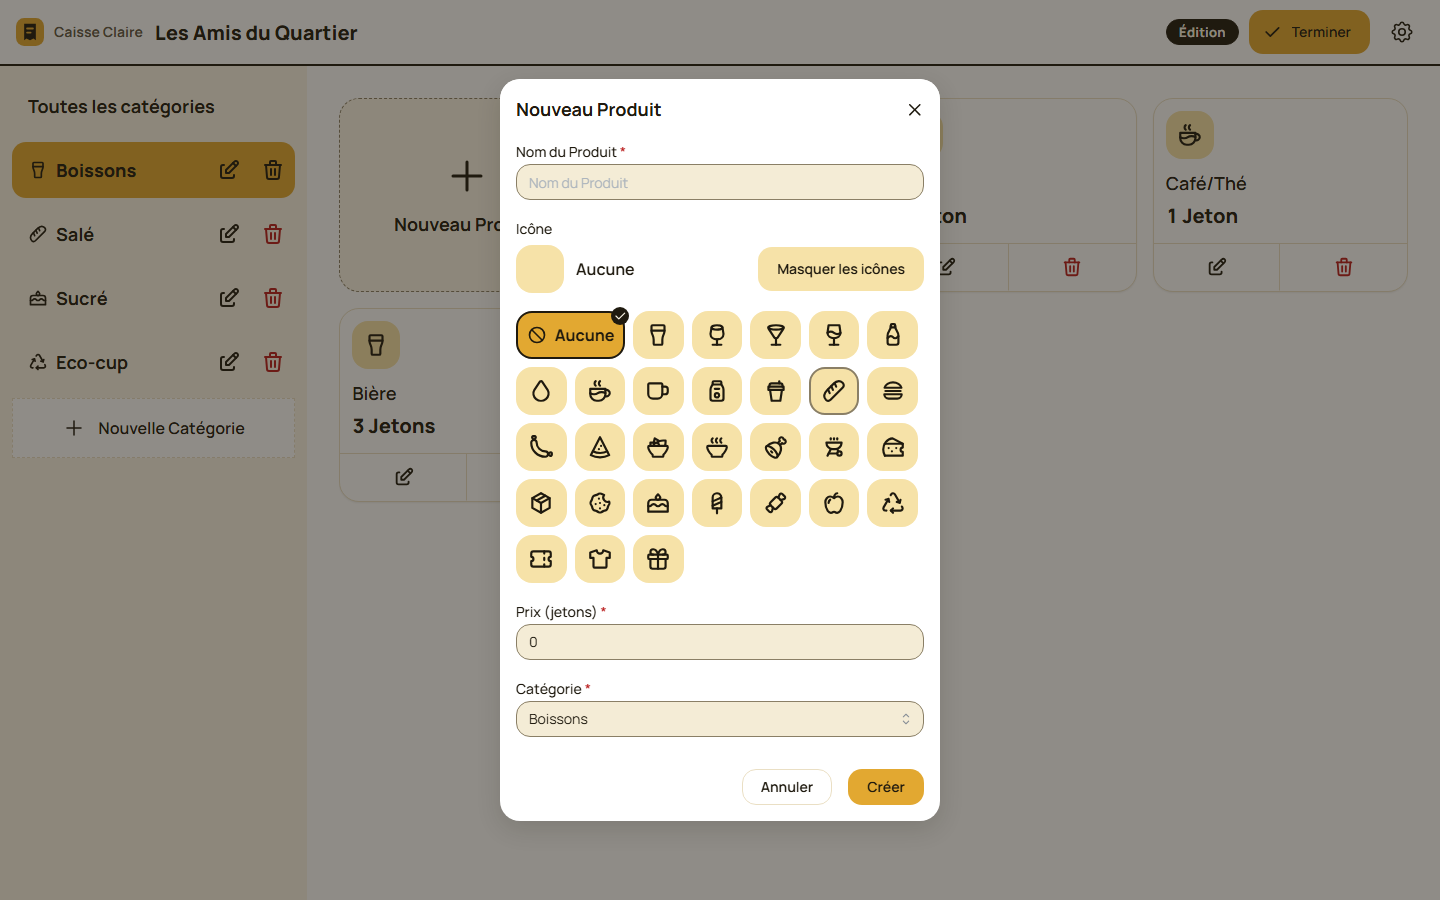 Caisse Claire
Les Amis du Quartier
Édition
Terminer
Toutes les catégories
Boissons
Salé
Sucré
Eco-cup
Nouvelle Catégorie
Nouveau Pro
Bière
3 Jetons
Café/Thé
1 Jeton
Nouveau Produit
Nom du Produit *
Nom du Produit
Icône
Aucune
Masquer les icônes
Aucune
Prix (jetons) *
0
Catégorie *
Boissons
Annuler
Créer